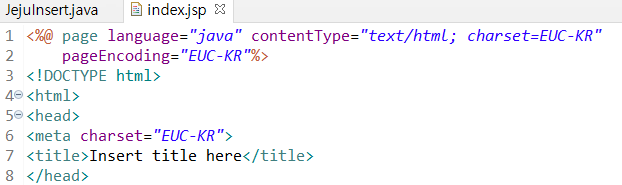 JejuInsert.java index.jsp
1 <%@ page language="java" contentType="text/html; charset=EUC-KR"
2 pageEncoding="EUC-KR"%>
3 <!DOCTYPE html>
4 <html>
5 <head>
6 <meta charset="EUC-KR">
7 <title>Insert title here</title>
8 </head>